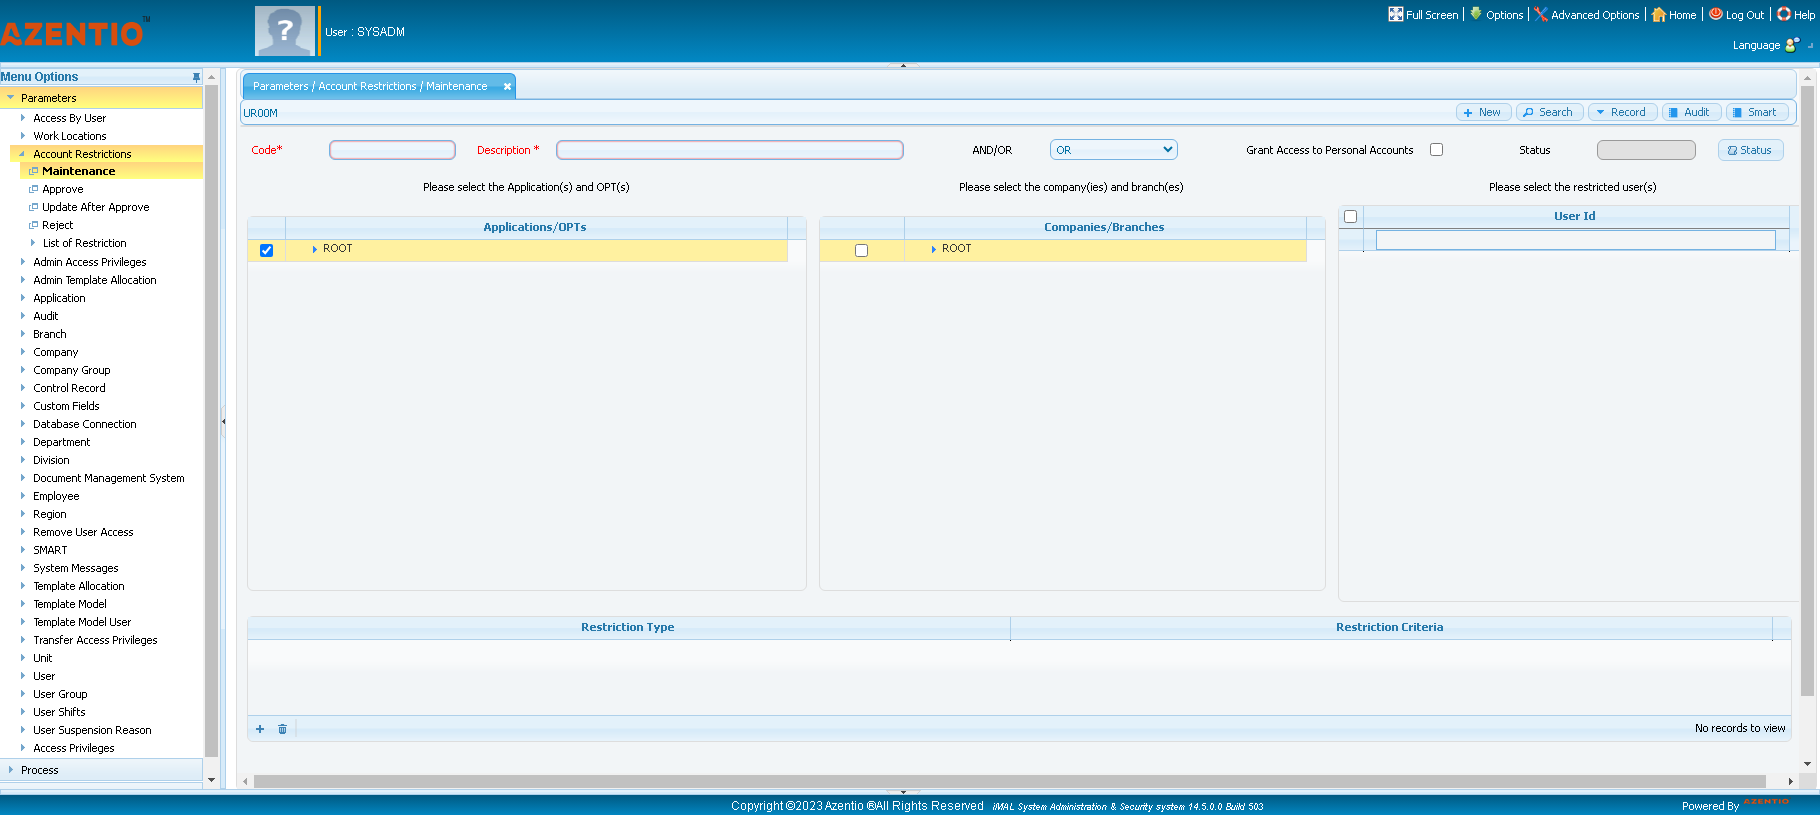 AZENTIO™
User : SYSADM
Full Screen
Options
Advanced Options
Home
Log Out
Help
Language
Menu Options
Parameters
Access By User
Work Locations
Account Restrictions
Maintenance
Approve
Update After Approve
Reject
List of Restriction
Admin Access Privileges
Admin Template Allocation
Application
Audit
Branch
Company
Company Group
Control Record
Custom Fields
Database Connection
Department
Division
Document Management System
Employee
Region
Remove User Access
SMART
System Messages
Template Allocation
Template Model
Template Model User
Transfer Access Privileges
Unit
User
User Group
User Shifts
User Suspension Reason
Access Privileges
Process
Parameters / Account Restrictions / Maintenance
UR00M
New
Search
Record
Audit
Smart
Code*
Description *
AND/OR
OR
Grant Access to Personal Accounts
Status
Status
Please select the Application(s) and OPT(s)
Please select the company(ies) and branch(es)
Please select the restricted user(s)
Applications/OPTs
ROOT
Companies/Branches
ROOT
User Id
Restriction Type
Restriction Criteria
No records to view
Copyright ©2023 Azentio ®All Rights Reserved iMAL System Administration & Security system 14.5.0.0 Build 503
Powered By AZENTIO